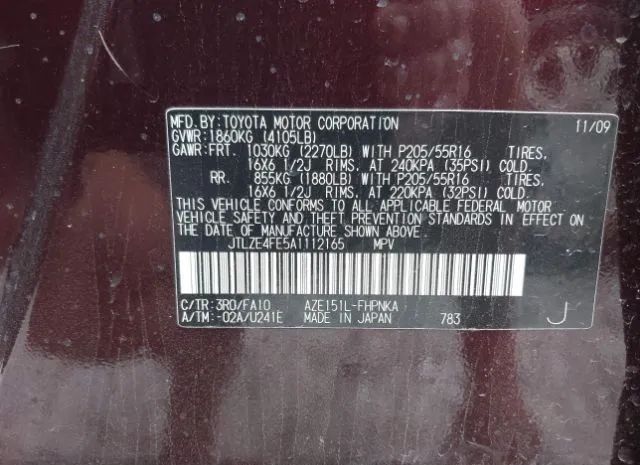 MFD.BY:TOYOTA MOTOR CORPORATION 11/09
GVWR:1860KG (4105LB)
GAWR:FRT. 1030KG (2270LB) WITH P205/55R16 TIRES,
16X6 1/2J RIMS, AT 240KPA (35PSI) COLD.
RR. 855KG (1880LB) WITH P205/55R16 TIRES,
16X6 1/2J RIMS, AT 220KPA (32PSI) COLD.
THIS VEHICLE CONFORMS TO ALL APPLICABLE FEDERAL MOTOR
VEHICLE SAFETY AND THEFT PREVENTION STANDARDS IN EFFECT ON
THE DATE OF MANUFACTURE SHOWN ABOVE.
JTLZE4FE5A1112165 MPV
C/TR:3R0/FA10 AZE151L-FHPNKA
A/TM:-02A/U241E MADE IN JAPAN 783 J